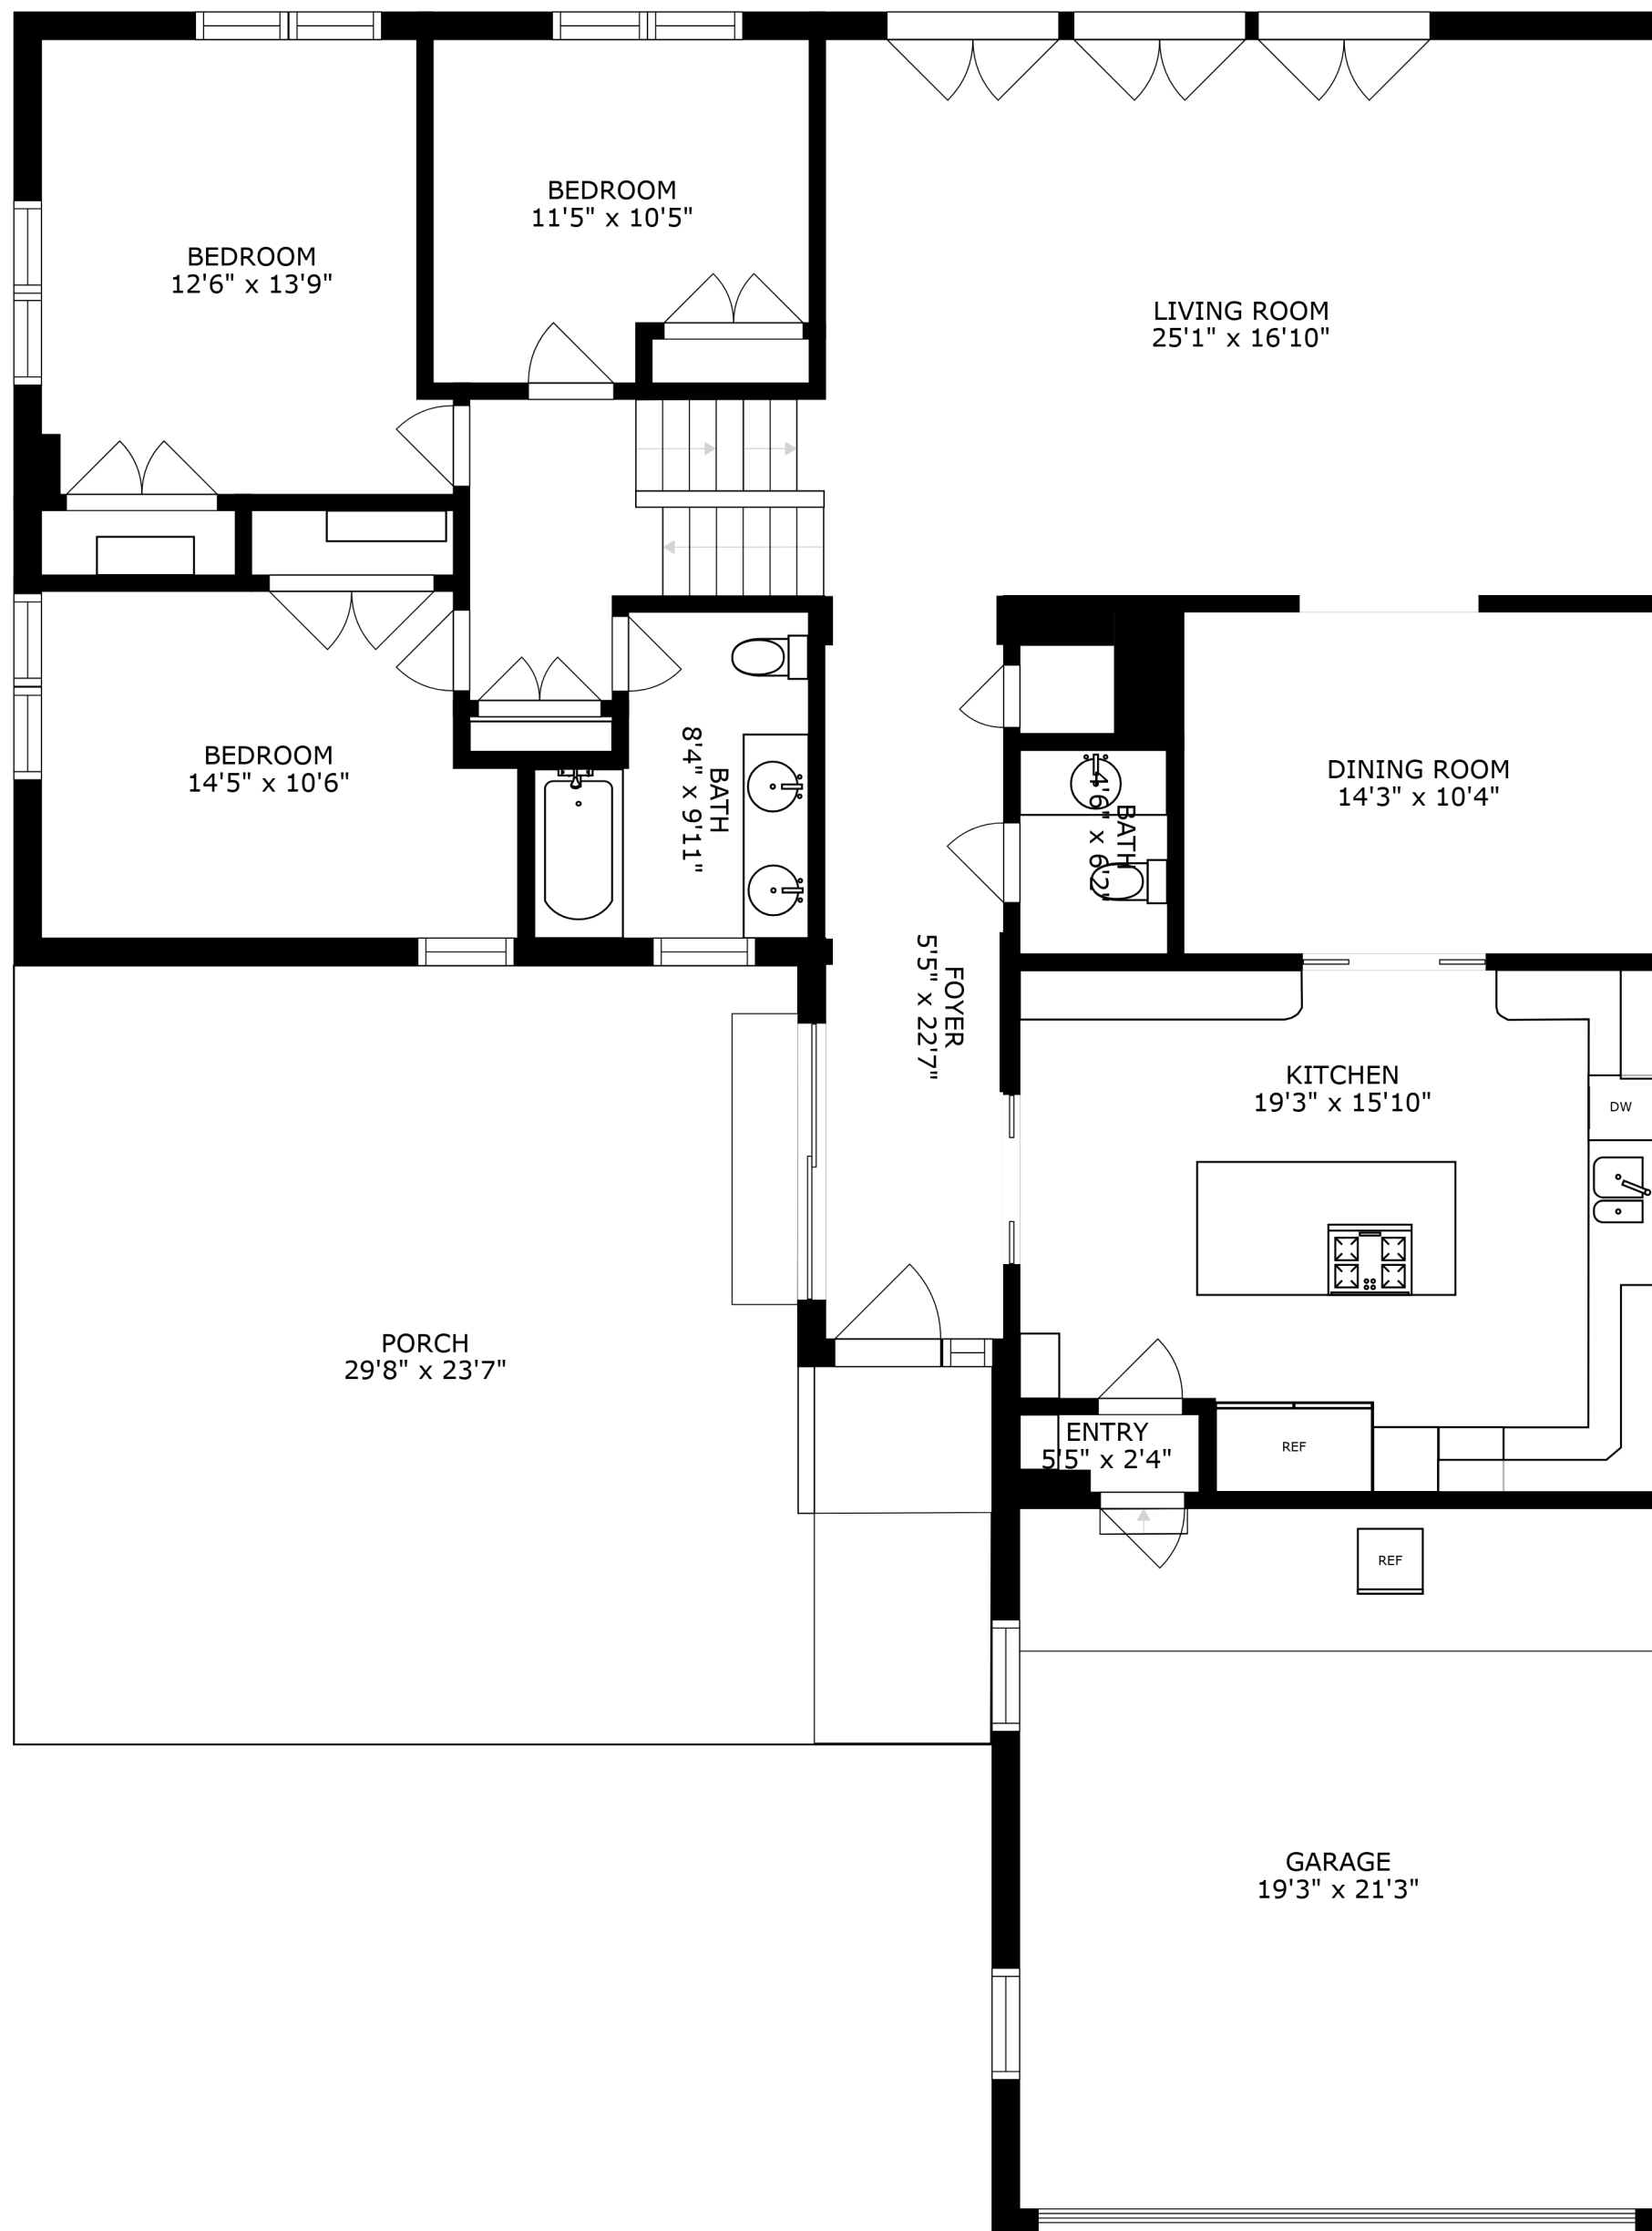 BEDROOM
11'5" x 10'5"
BEDROOM
12'6" x 13'9"
LIVING ROOM
25'1" x 16'10"
BEDROOM
14'5" x 10'6"
BATH
8'4" x 9'11"
BATH
4'6" x 6'2"
DINING ROOM
14'3" x 10'4"
FOYER
5'5" x 22'7"
KITCHEN
19'3" x 15'10"
DW
PORCH
29'8" x 23'7"
ENTRY
5'5" x 2'4"
REF
REF
GARAGE
19'3" x 21'3"